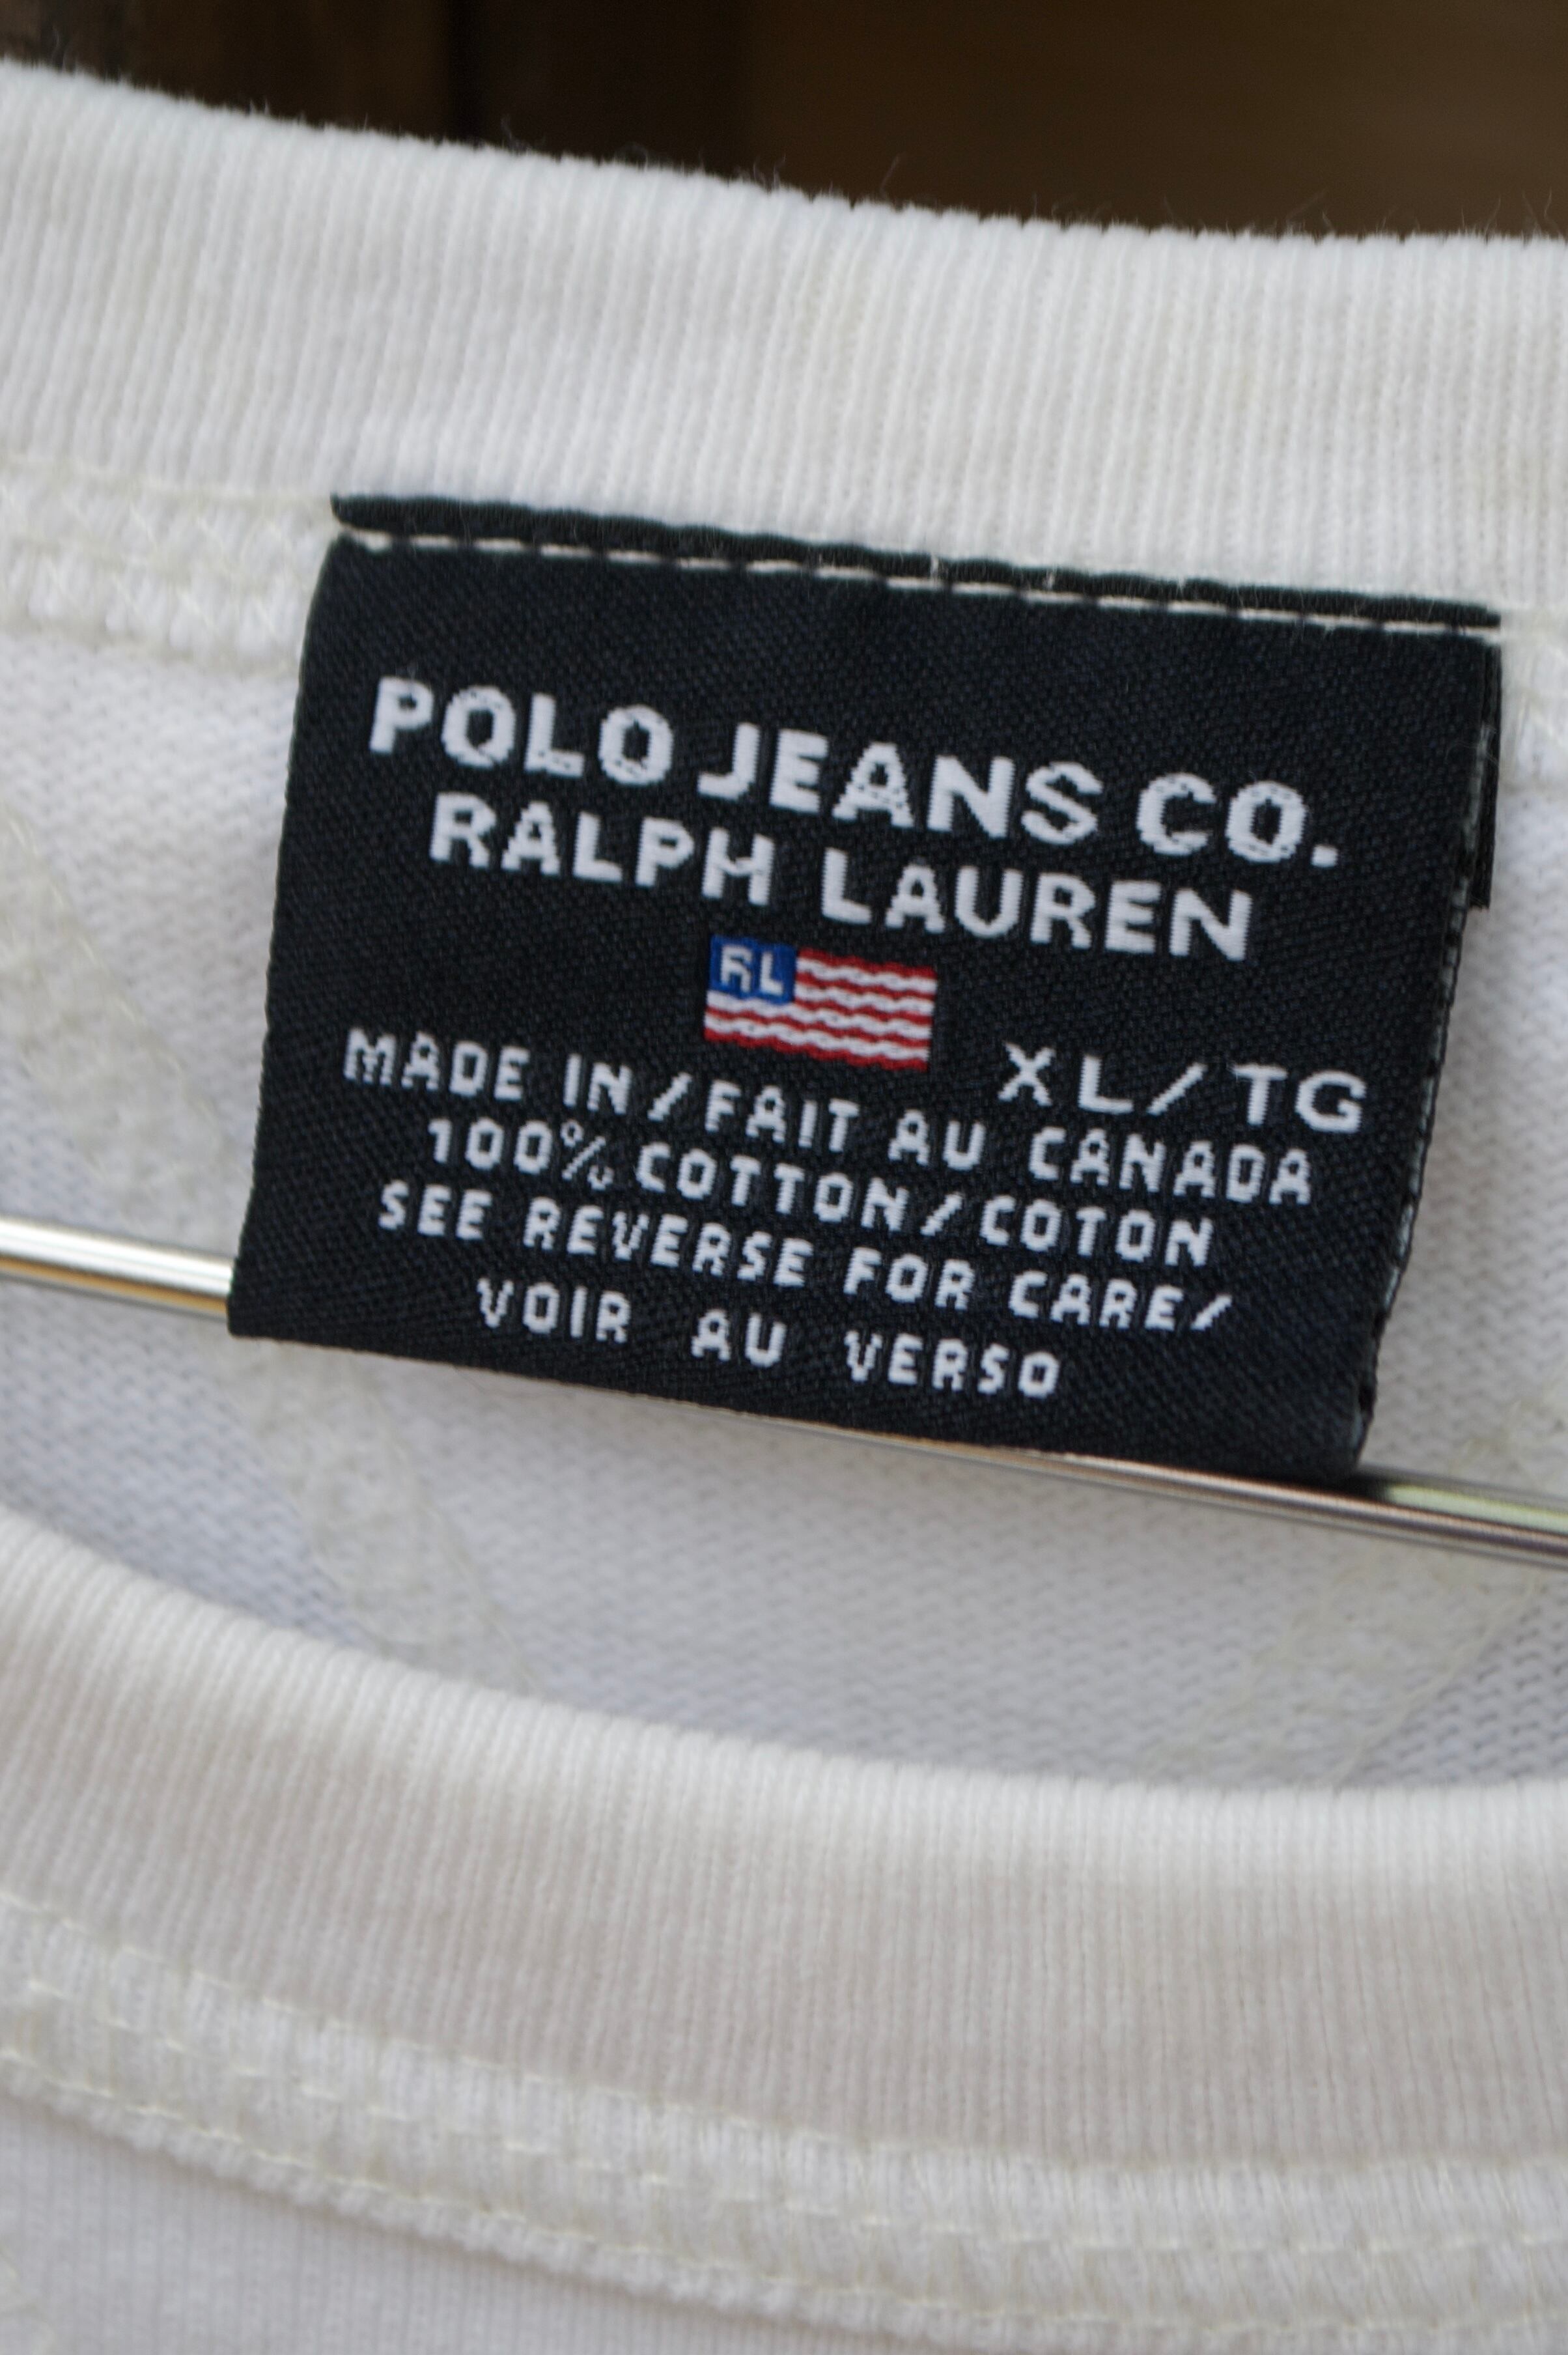 POLO JEANS CO.
RALPH LAUREN
RL
XL/TG
MADE IN/FAIT AU CANADA
100% COTTON/COTON
SEE REVERSE FOR CARE/
VOIR AU VERSO